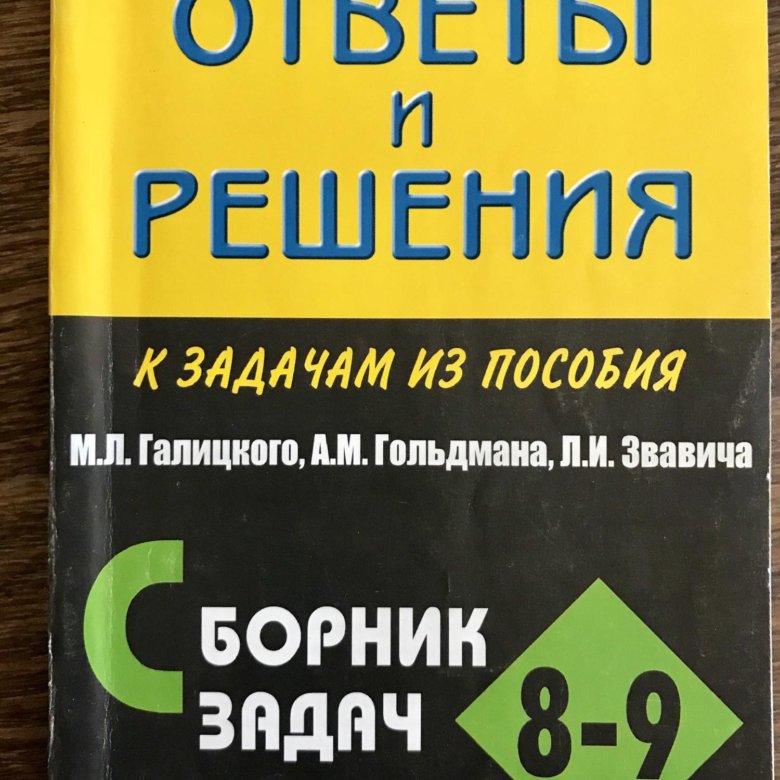 ОТВЕТЫ
и
РЕШЕНИЯ
К ЗАДАЧАМ ИЗ ПОСОБИЯ
М.Л. Галицкого, А.М. Гольдмана, Л.И. Звавича
СБОРНИК
ЗАДАЧ
8-9